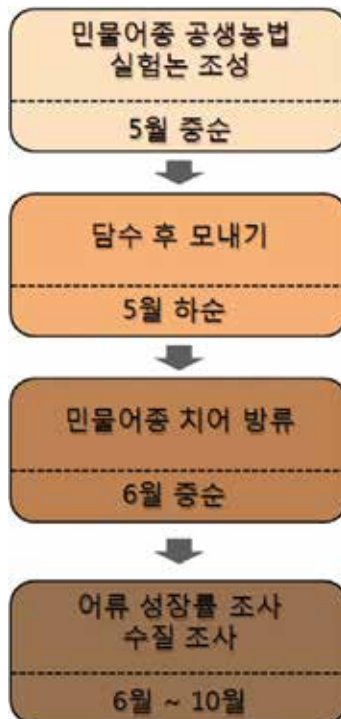 민물어종 공생농법
실험논 조성
5월 중순
담수 후 모내기
5월 하순
민물어종 치어 방류
6월 중순
어류 성장률 조사
수질 조사
6월 ~ 10월